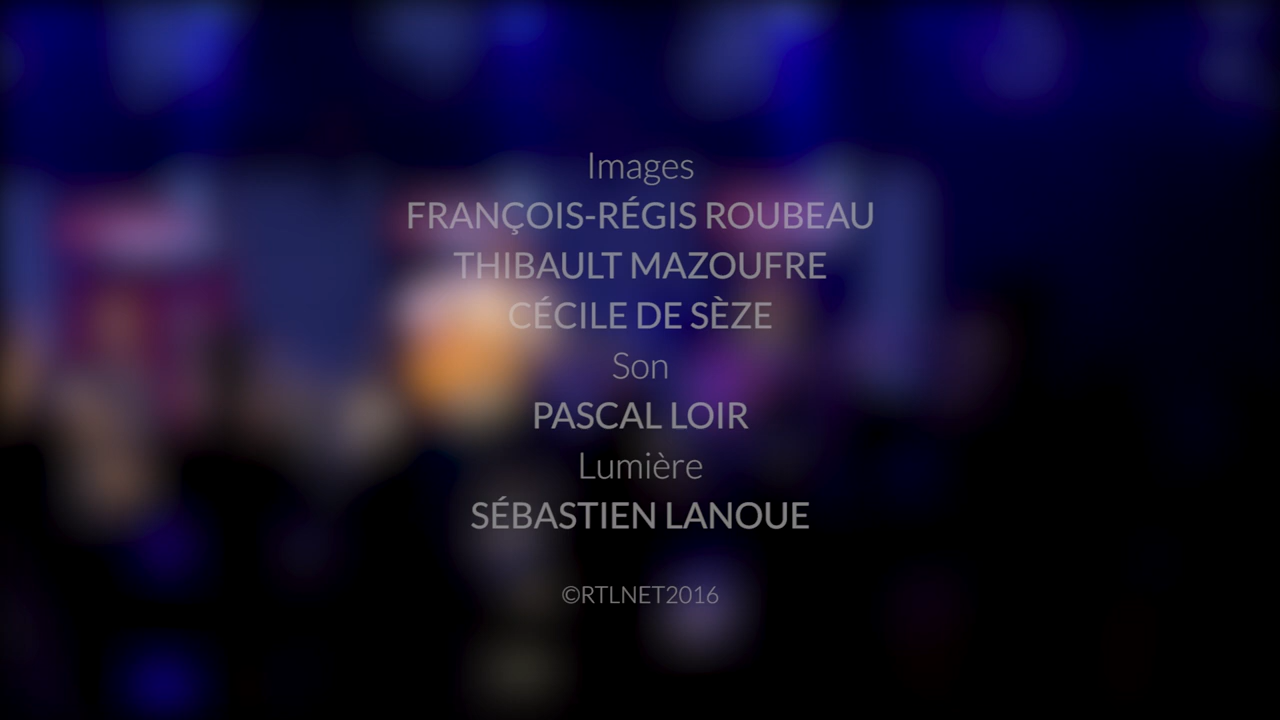 Images
FRANÇOIS-RÉGIS ROUBEAU
THIBAULT MAZOUFRE
CÉCILE DE SÈZE
Son
PASCAL LOIR
Lumière
SÉBASTIEN LANOUE
©RTLNET2016